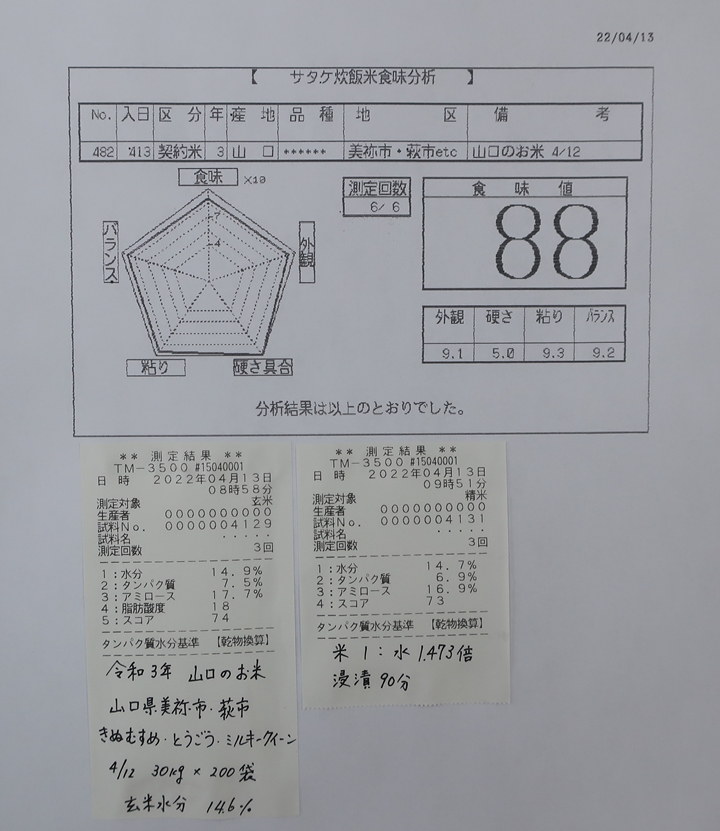 22/04/13
【 サタケ炊飯米食味分析 】
No. 入日 区 分 年 産 地 品 種 地 区 備 考
482 '413 契約米 3 山 口 ****** 美祢市・萩市etc 山口のお米 4/12
食味 ×10
7
4
バランス
外観
粘り
硬さ具合
測定回数
6/ 6
食 味 値
88
外観 硬さ 粘り バランス
9.1 5.0 9.3 9.2
分析結果は以上のとおりでした。
** 測定結果 **
TM-3500 #15040001
日 時 2022年04月13日
08時58分
測定対象 玄米
生産者 0000000000
試料No. 0000004129
試料名 ・・・・・
測定回数 3回
1:水分 14.9%
2:タンパク質 7.5%
3:アミロース 17.7%
4:脂肪酸度 18
5:スコア 74
タンパク質水分基準 【乾物換算】
令和3年 山口のお米
山口県美祢市・萩市
きぬむすめ・とうごう・ミルキークイーン
4/12 30kg × 200袋
玄米水分 14.6%
** 測定結果 **
TM-3500 #15040001
日 時 2022年04月13日
09時51分
測定対象 精米
生産者 0000000000
試料No. 0000004131
試料名 ・・・・・
測定回数 3回
1:水分 14.7%
2:タンパク質 6.9%
3:アミロース 16.9%
4:スコア 73
タンパク質水分基準 【乾物換算】
米 1 : 水 1.473倍
浸漬 90分